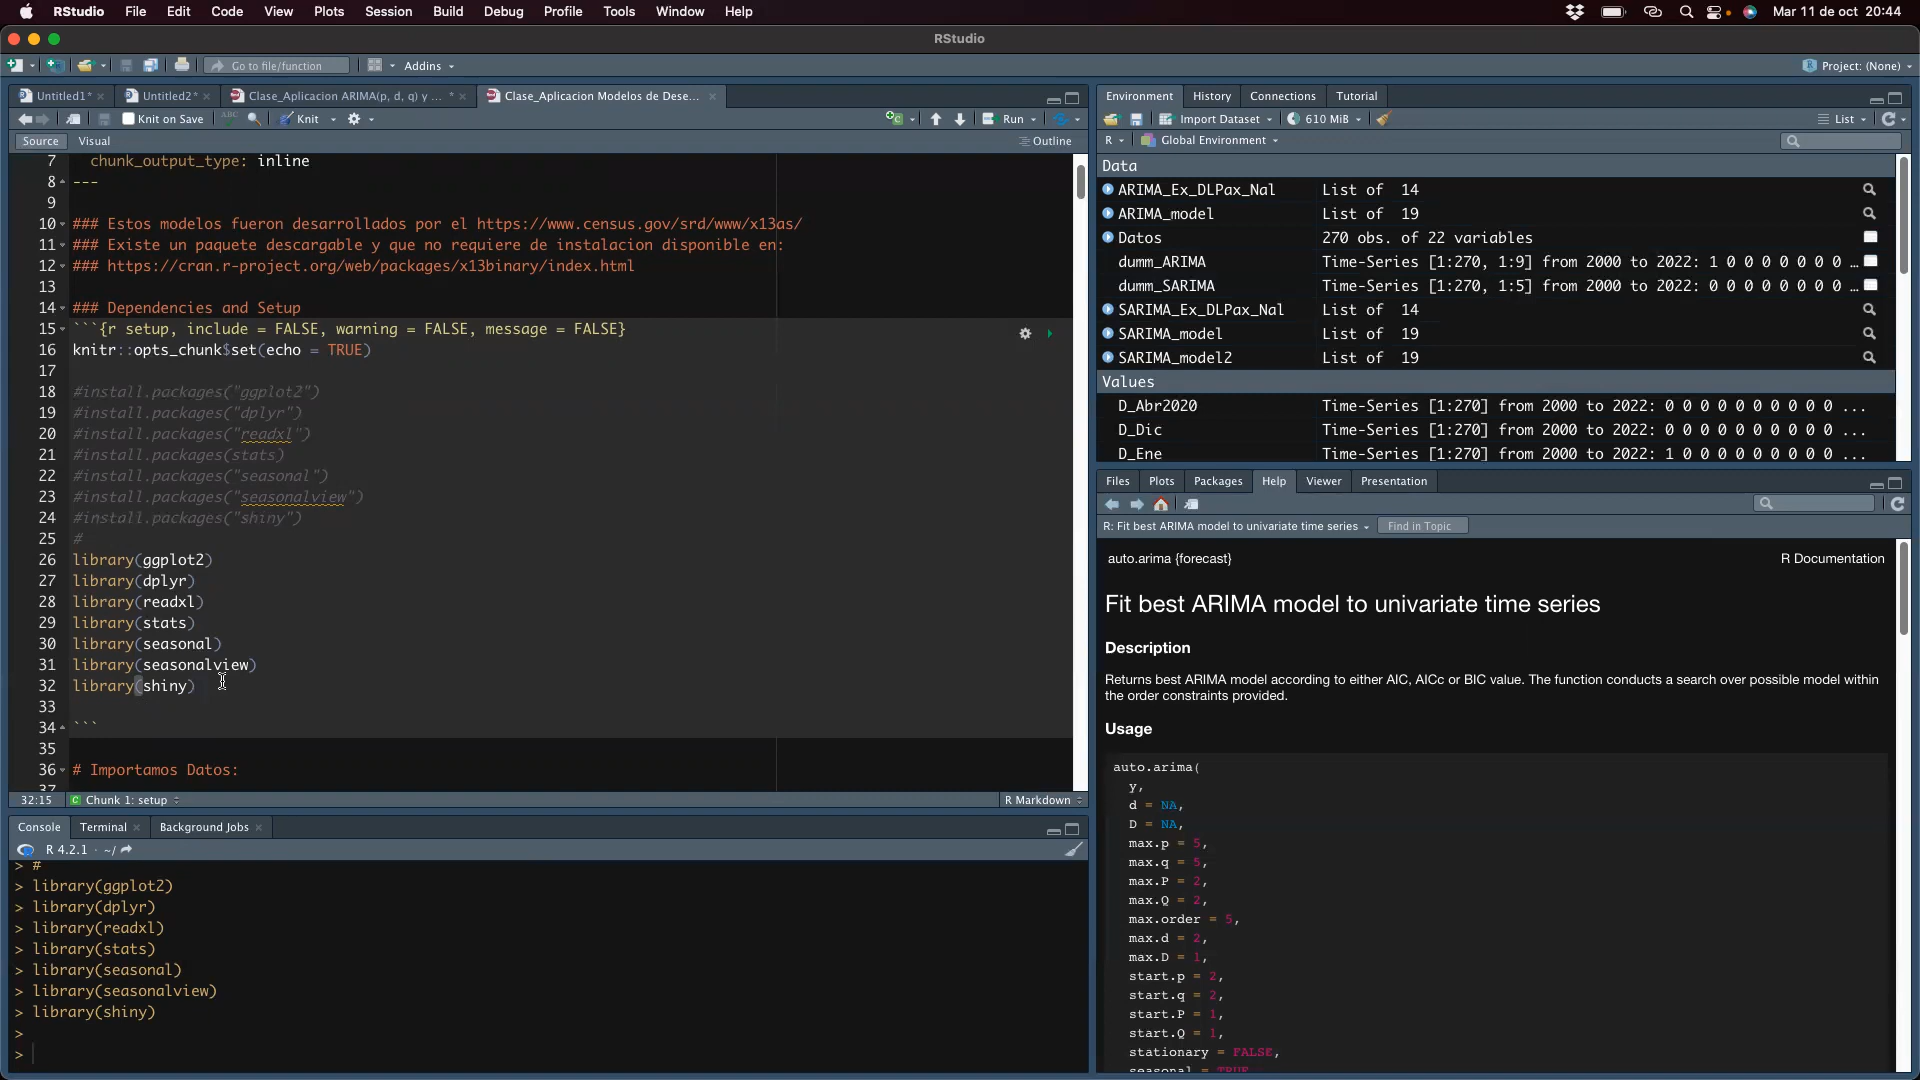 RStudio File Edit Code View Plots Session Build Debug Profile Tools Window Help Mar 11 de oct 20:44
RStudio
Go to file/function Addins Project: (None)
Untitled1* Untitled2* Clase_Aplicacion ARIMA(p, d, q) y ... * Clase_Aplicacion Modelos de Dese...
Knit on Save ABC Knit Run
Source Visual Outline
7 chunk_output_type: inline
8 ---
9
10 ### Estos modelos fueron desarrollados por el https://www.census.gov/srd/www/x13as/
11 ### Existe un paquete descargable y que no requiere de instalacion disponible en:
12 ### https://cran.r-project.org/web/packages/x13binary/index.html
13
14 ### Dependencies and Setup
15 ```{r setup, include = FALSE, warning = FALSE, message = FALSE}
16 knitr::opts_chunk$set(echo = TRUE)
17
18 #install.packages("ggplot2")
19 #install.packages("dplyr")
20 #install.packages("readxl")
21 #install.packages(stats)
22 #install.packages("seasonal")
23 #install.packages("seasonalview")
24 #install.packages("shiny")
25 #
26 library(ggplot2)
27 library(dplyr)
28 library(readxl)
29 library(stats)
30 library(seasonal)
31 library(seasonalview)
32 library(shiny)
33
34 ```
35
36 # Importamos Datos:
37
32:15 Chunk 1: setup R Markdown
Console Terminal Background Jobs
R 4.2.1 · ~/
> #
> library(ggplot2)
> library(dplyr)
> library(readxl)
> library(stats)
> library(seasonal)
> library(seasonalview)
> library(shiny)
>
>
Environment History Connections Tutorial
Import Dataset 610 MiB List
R Global Environment
Data
ARIMA_Ex_DLPax_Nal List of 14
ARIMA_model List of 19
Datos 270 obs. of 22 variables
dumm_ARIMA Time-Series [1:270, 1:9] from 2000 to 2022: 1 0 0 0 0 0 0 0 …
dumm_SARIMA Time-Series [1:270, 1:5] from 2000 to 2022: 0 0 0 0 0 0 0 0 …
SARIMA_Ex_DLPax_Nal List of 14
SARIMA_model List of 19
SARIMA_model2 List of 19
Values
D_Abr2020 Time-Series [1:270] from 2000 to 2022: 0 0 0 0 0 0 0 0 0 0 ...
D_Dic Time-Series [1:270] from 2000 to 2022: 0 0 0 0 0 0 0 0 0 0 ...
D_Ene Time-Series [1:270] from 2000 to 2022: 1 0 0 0 0 0 0 0 0 0 ...
Files Plots Packages Help Viewer Presentation
R: Fit best ARIMA model to univariate time series Find in Topic
auto.arima {forecast} R Documentation
Fit best ARIMA model to univariate time series
Description
Returns best ARIMA model according to either AIC, AICc or BIC value. The function conducts a search over possible model within
the order constraints provided.
Usage
auto.arima(
y,
d = NA,
D = NA,
max.p = 5,
max.q = 5,
max.P = 2,
max.Q = 2,
max.order = 5,
max.d = 2,
max.D = 1,
start.p = 2,
start.q = 2,
start.P = 1,
start.Q = 1,
stationary = FALSE,
seasonal = TRUE